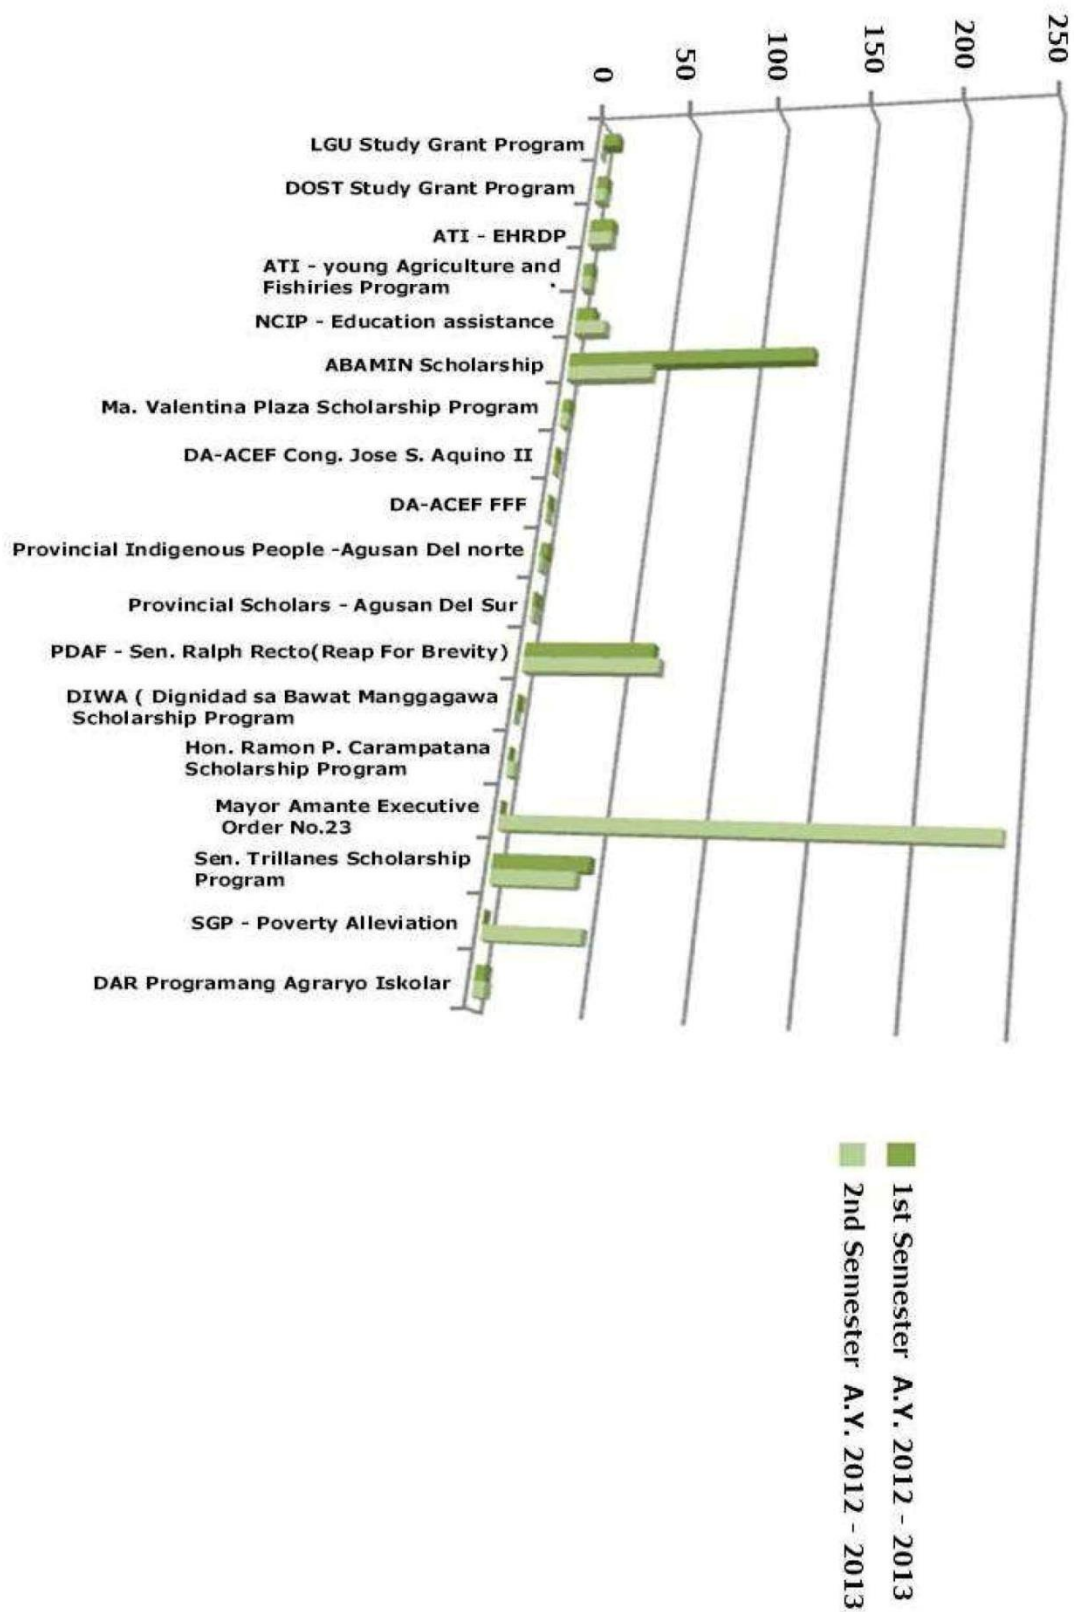 250
200
150
100
50
0
LGU Study Grant Program
DOST Study Grant Program
ATI - EHRDP
ATI - young Agriculture and
Fishiries Program
NCIP - Education assistance
ABAMIN Scholarship
Ma. Valentina Plaza Scholarship Program
DA-ACEF Cong. Jose S. Aquino II
DA-ACEF FFF
Provincial Indigenous People -Agusan Del norte
Provincial Scholars - Agusan Del Sur
PDAF - Sen. Ralph Recto(Reap For Brevity)
DIWA ( Dignidad sa Bawat Manggagawa
Scholarship Program
Hon. Ramon P. Carampatana
Scholarship Program
Mayor Amante Executive
Order No.23
Sen. Trillanes Scholarship
Program
SGP - Poverty Alleviation
DAR Programang Agraryo Iskolar
1st Semester A.Y. 2012 - 2013
2nd Semester A.Y. 2012 - 2013